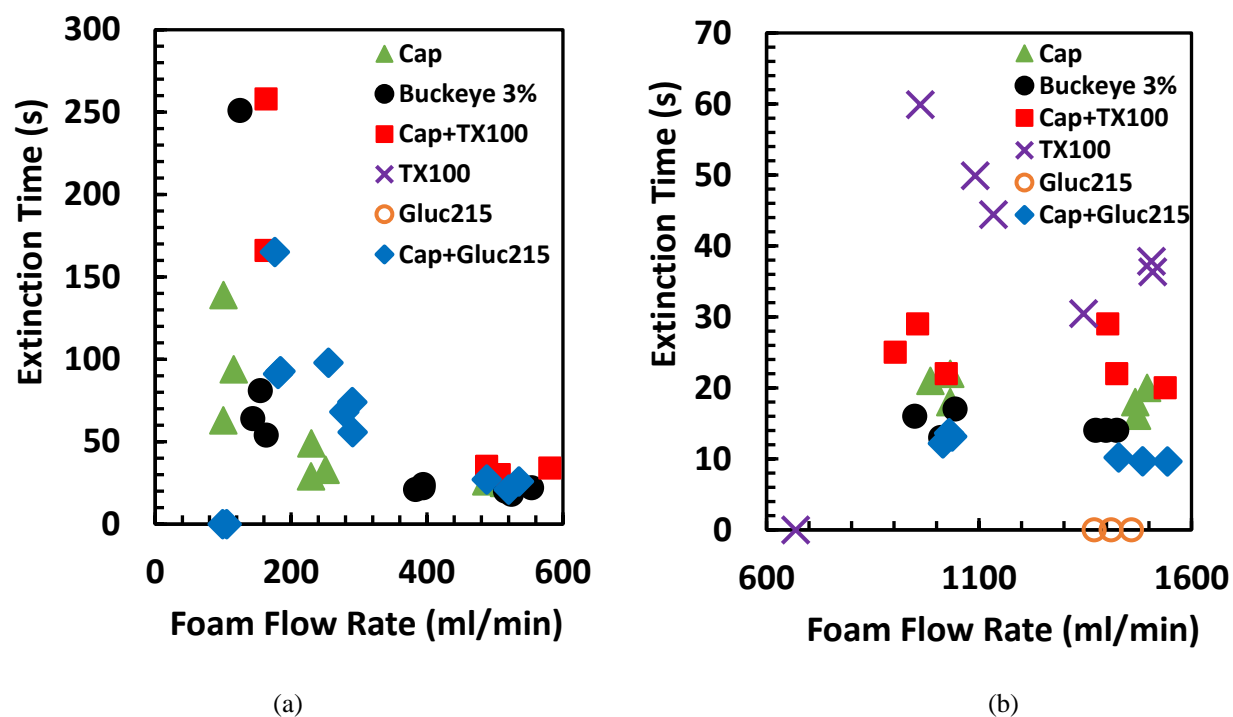 300
250
200
150
100
50
0
0
200
400
600
Extinction Time (s)
Foam Flow Rate (ml/min)
Cap
Buckeye 3%
Cap+TX100
TX100
Gluc215
Cap+Gluc215
(a)
70
60
50
40
30
20
10
0
600
1100
1600
Extinction Time (s)
Foam Flow Rate (ml/min)
Cap
Buckeye 3%
Cap+TX100
TX100
Gluc215
Cap+Gluc215
(b)